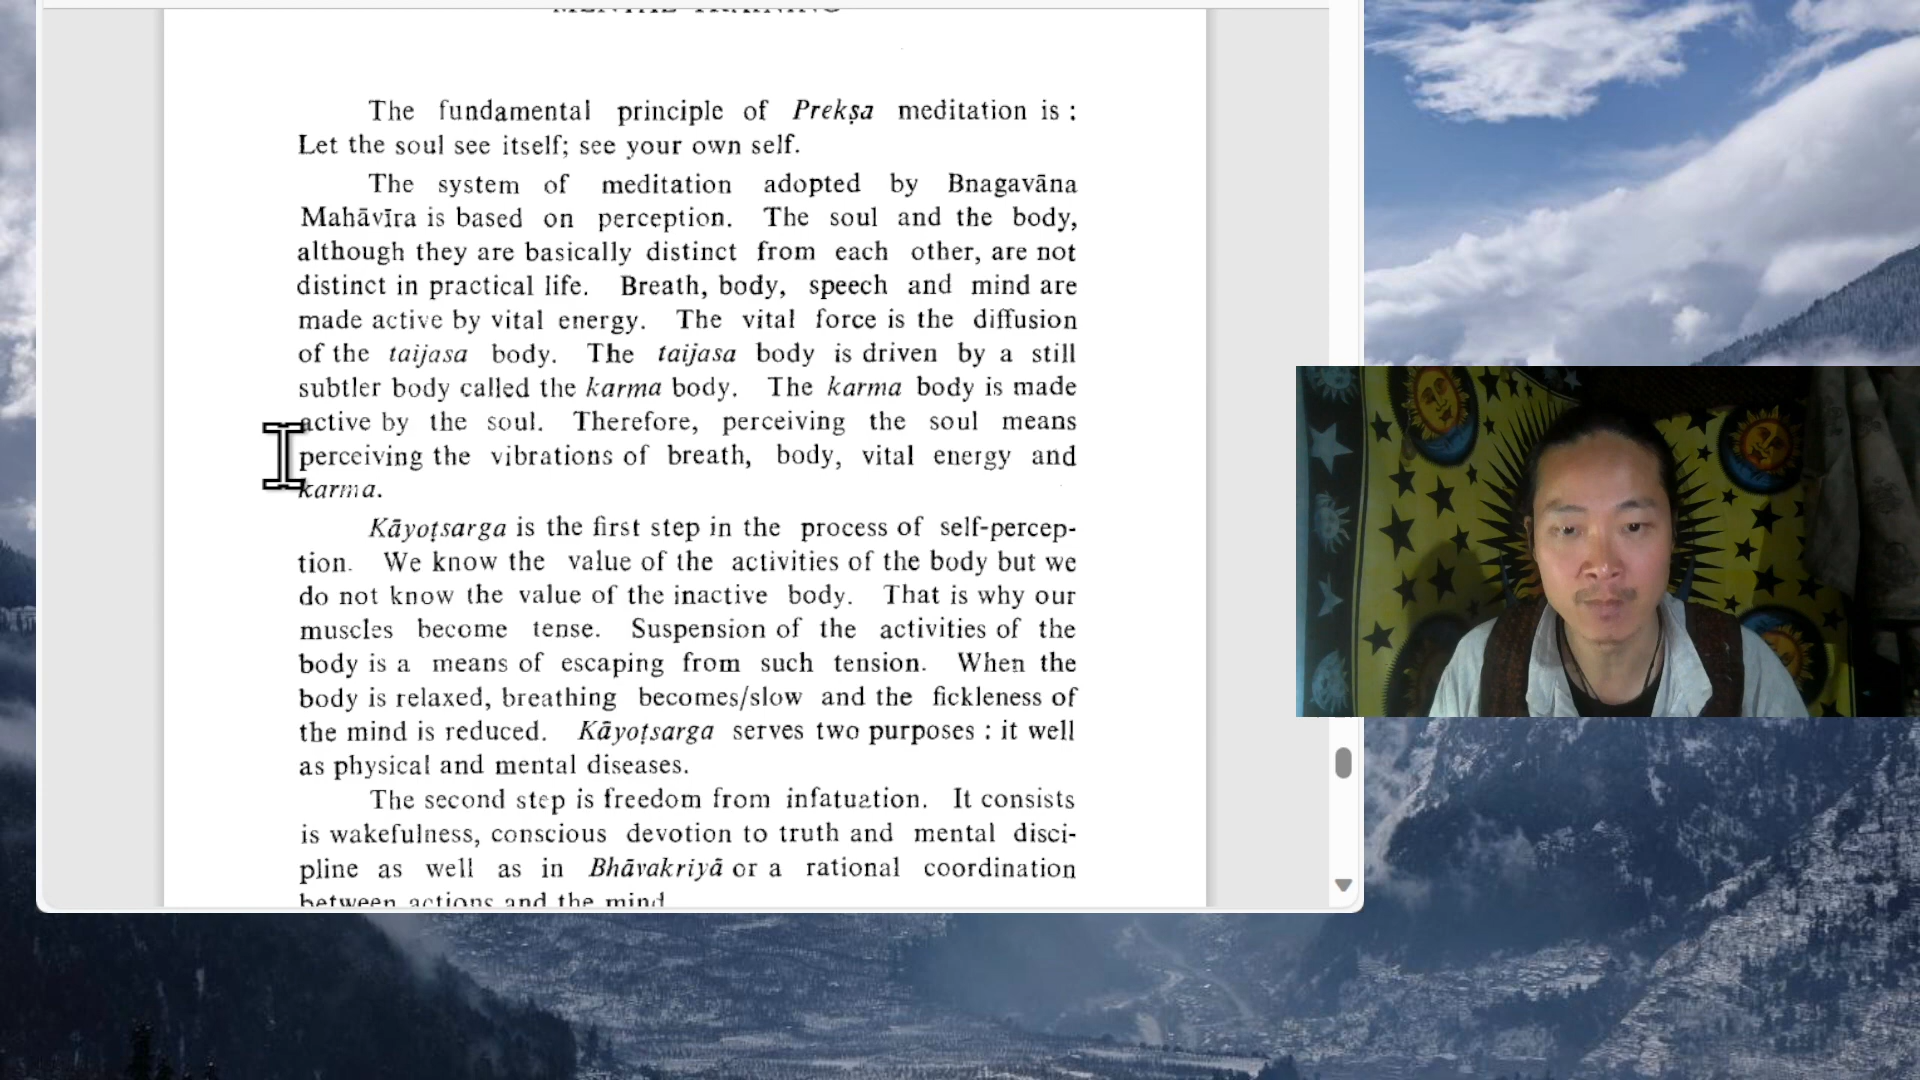 MENTAL TRAINING
The fundamental principle of Prekṣa meditation is :
Let the soul see itself; see your own self.
The system of meditation adopted by Bnagavāna
Mahāvīra is based on perception. The soul and the body,
although they are basically distinct from each other, are not
distinct in practical life. Breath, body, speech and mind are
made active by vital energy. The vital force is the diffusion
of the taijasa body. The taijasa body is driven by a still
subtler body called the karma body. The karma body is made
active by the soul. Therefore, perceiving the soul means
perceiving the vibrations of breath, body, vital energy and
karma.
Kāyoṭsarga is the first step in the process of self-percep-
tion. We know the value of the activities of the body but we
do not know the value of the inactive body. That is why our
muscles become tense. Suspension of the activities of the
body is a means of escaping from such tension. When the
body is relaxed, breathing becomes/slow and the fickleness of
the mind is reduced. Kāyoṭsarga serves two purposes : it well
as physical and mental diseases.
The second step is freedom from infatuation. It consists
is wakefulness, conscious devotion to truth and mental disci-
pline as well as in Bhāvakriyā or a rational coordination
between actions and the mind